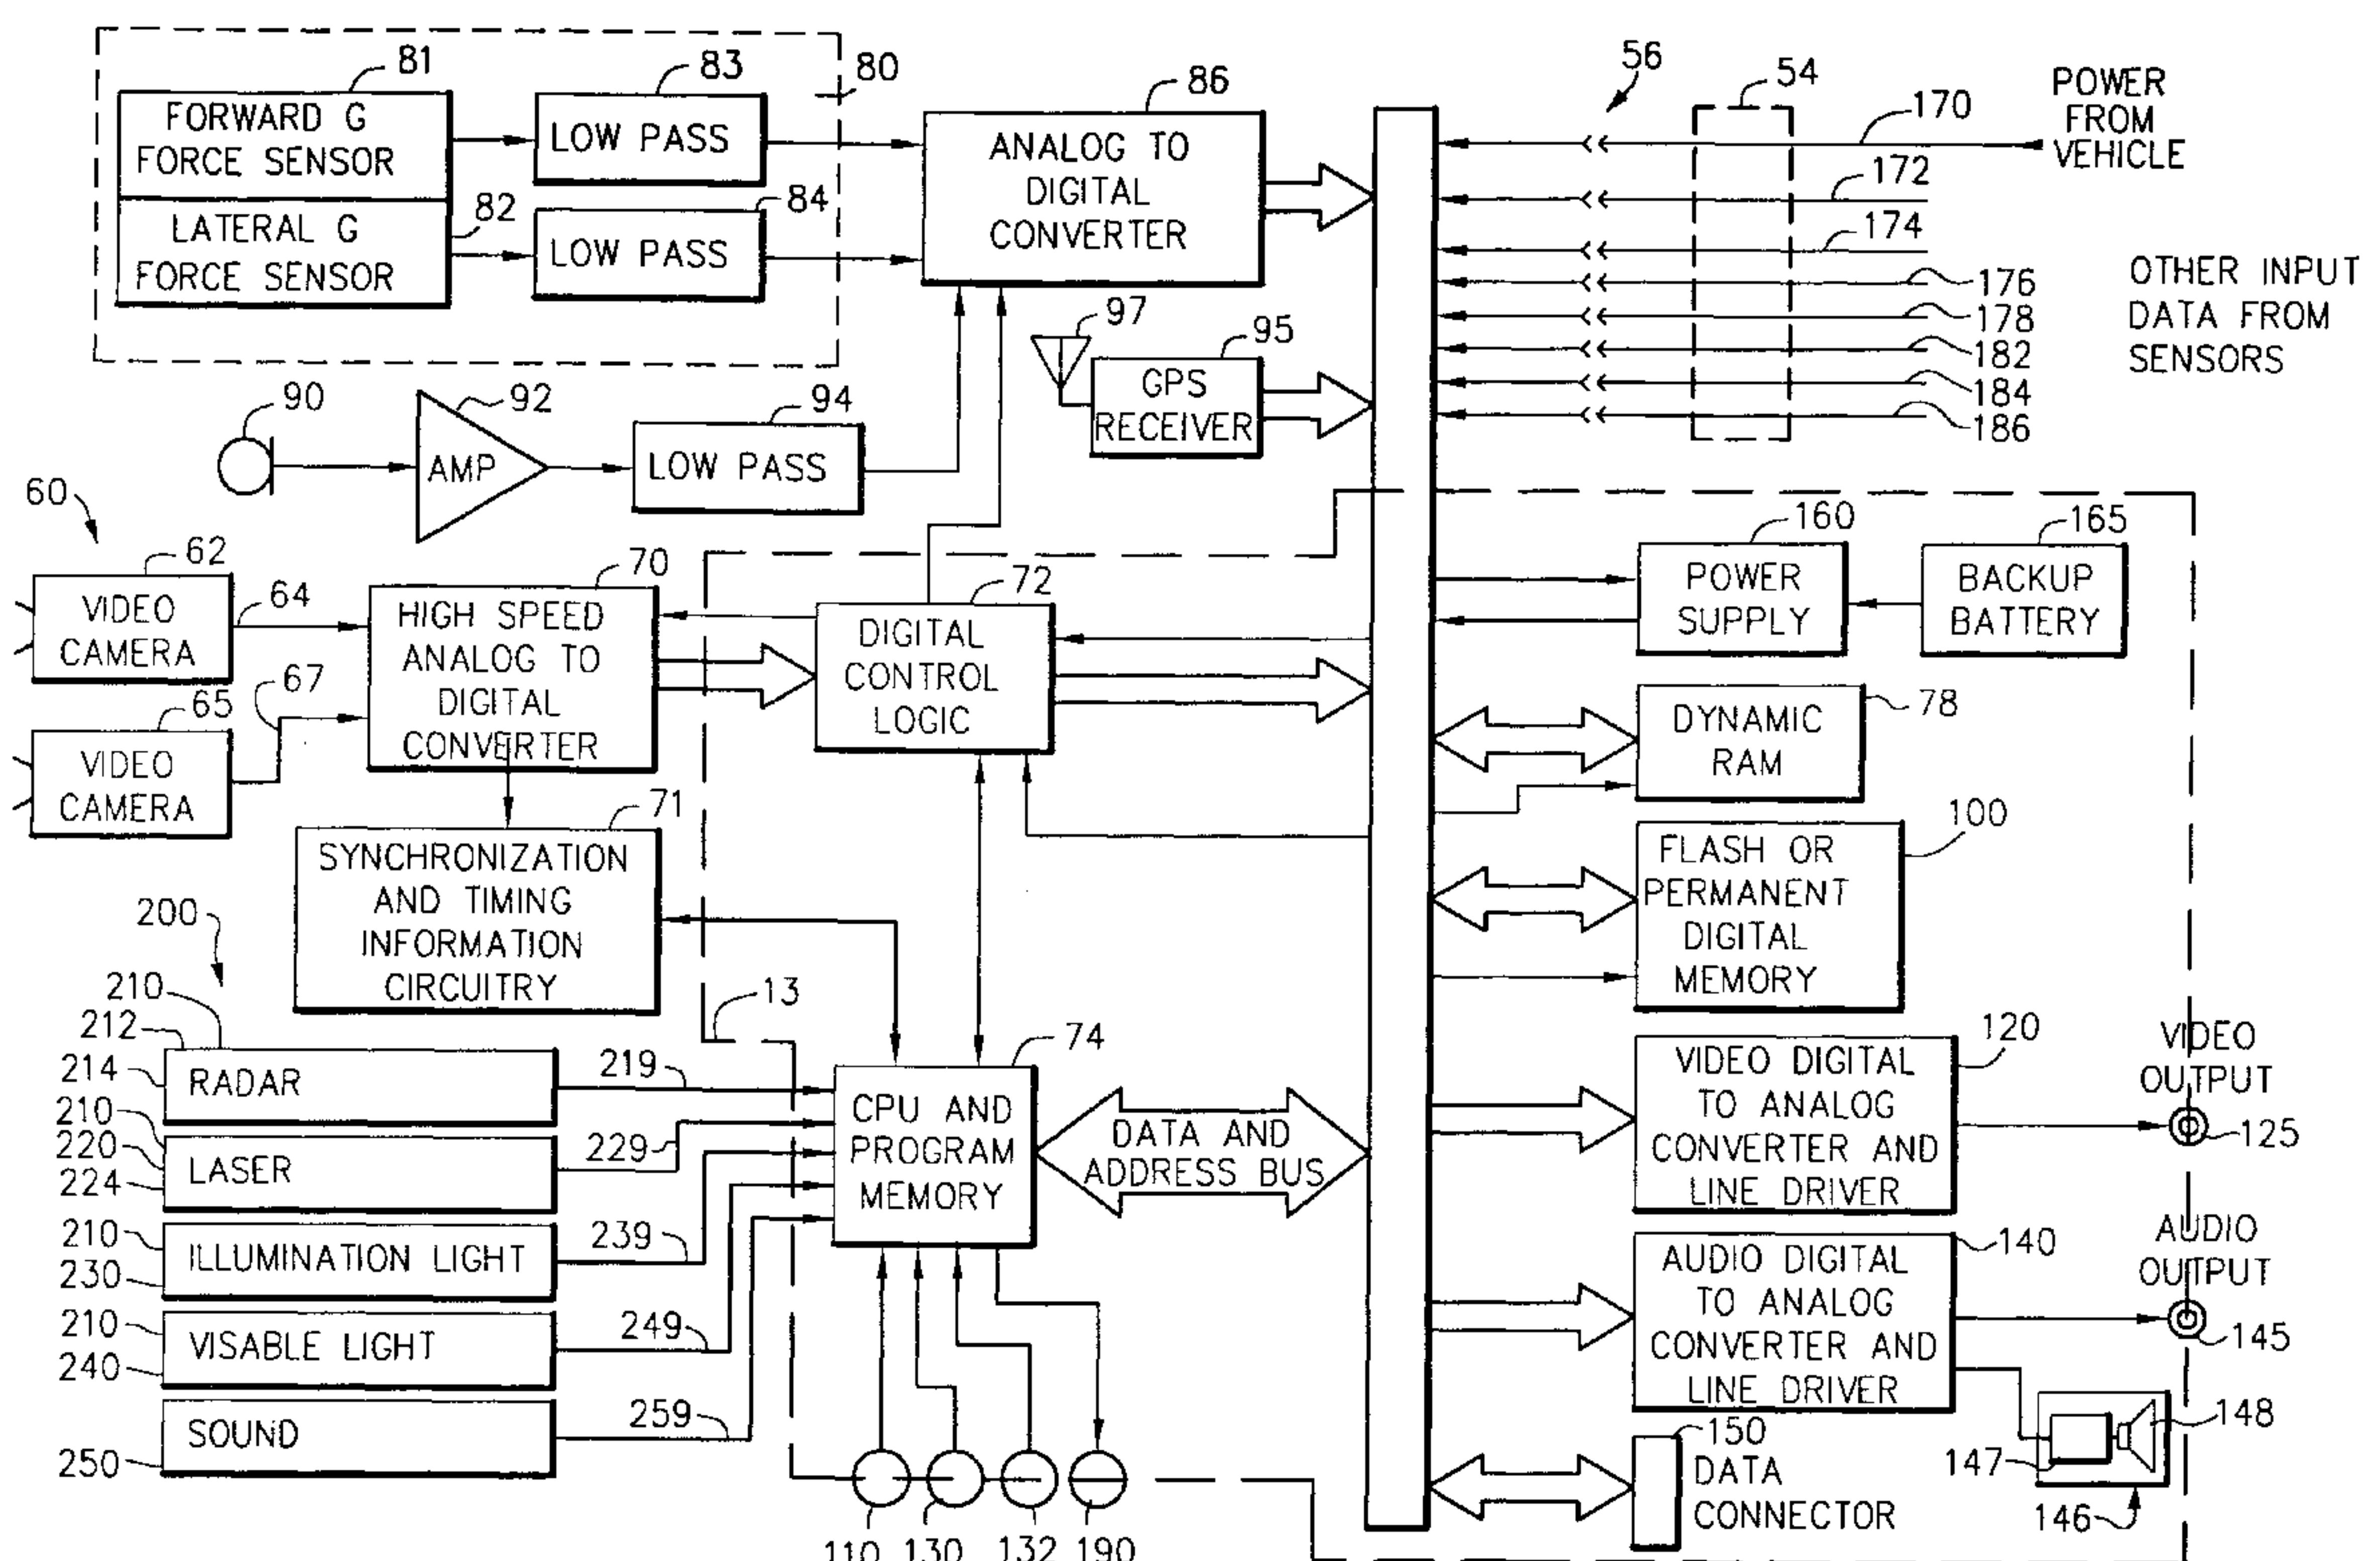 81
83
80
FORWARD G
FORCE SENSOR
LOW PASS
LATERAL G
FORCE SENSOR
82
84
LOW PASS
86
ANALOG TO
DIGITAL
CONVERTER
56
54
170
POWER
FROM
VEHICLE
172
174
176
178
182
184
186
OTHER INPUT
DATA FROM
SENSORS
97
95
GPS
RECEIVER
90
92
AMP
94
LOW PASS
60
62
VIDEO
CAMERA
64
65
VIDEO
CAMERA
67
70
HIGH SPEED
ANALOG TO
DIGITAL
CONVERTER
72
DIGITAL
CONTROL
LOGIC
160
POWER
SUPPLY
165
BACKUP
BATTERY
78
DYNAMIC
RAM
71
SYNCHRONIZATION
AND TIMING
INFORMATION
CIRCUITRY
100
FLASH OR
PERMANENT
DIGITAL
MEMORY
200
13
210
212
214
RADAR
219
210
220
224
LASER
229
210
230
ILLUMINATION LIGHT
239
210
240
VISABLE LIGHT
249
250
SOUND
259
74
CPU AND
PROGRAM
MEMORY
DATA AND
ADDRESS BUS
120
VIDEO DIGITAL
TO ANALOG
CONVERTER AND
LINE DRIVER
VIDEO
OUTPUT
125
140
AUDIO DIGITAL
TO ANALOG
CONVERTER AND
LINE DRIVER
AUDIO
OUTPUT
145
148
147
146
150
DATA
CONNECTOR
110
130
132
190